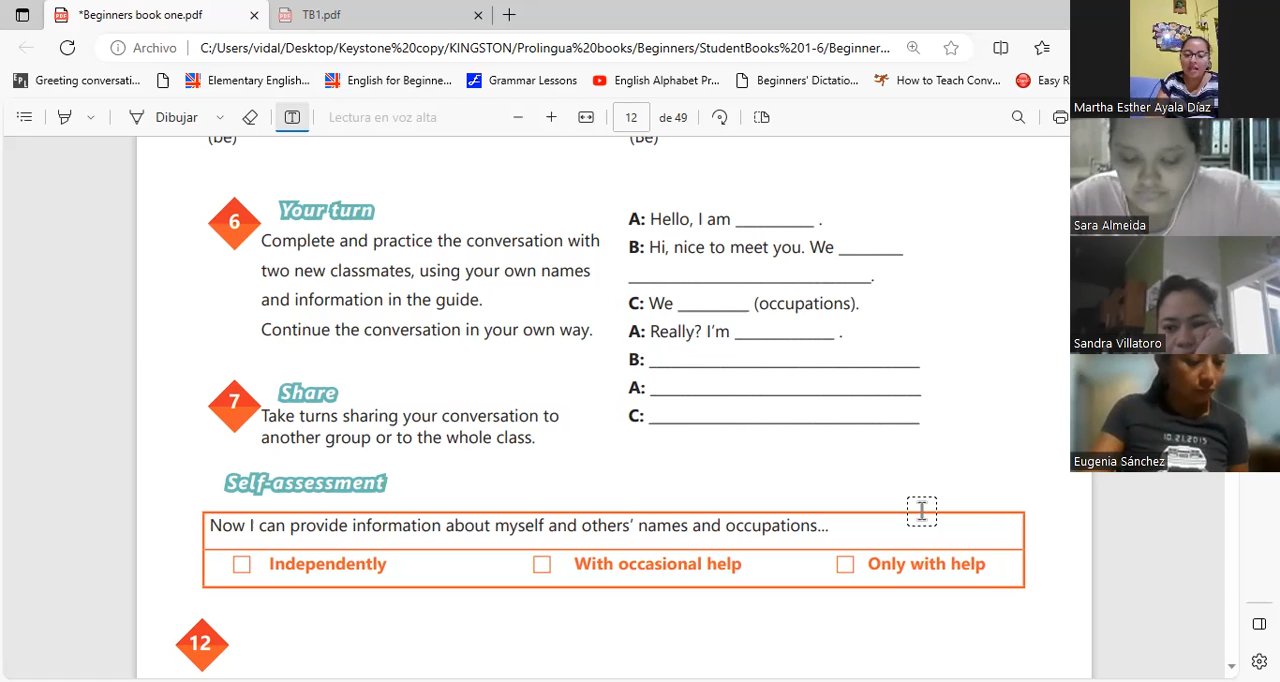 *Beginners book one.pdf
TB1.pdf
Archivo
C:/Users/vidal/Desktop/Keystone%20copy/KINGSTON/Prolingua%20books/Beginners/StudentBooks%201-6/Beginner...
Greeting conversati...
Elementary English...
English for Beginne...
Grammar Lessons
English Alphabet Pr...
Beginners' Dictatio...
How to Teach Conv...
Easy R
Dibujar
Lectura en voz alta
12
de 49
(be)
(be)
6
Your turn
Complete and practice the conversation with
two new classmates, using your own names
and information in the guide.
Continue the conversation in your own way.
A: Hello, I am _________ .
B: Hi, nice to meet you. We _______
___________________________.
C: We ________ (occupations).
A: Really? I'm ___________ .
B: ______________________________
A: ______________________________
C: ______________________________
7
Share
Take turns sharing your conversation to
another group or to the whole class.
Self-assessment
Now I can provide information about myself and others' names and occupations...
Independently
With occasional help
Only with help
12
Martha Esther Ayala Díaz
Sara Almeida
Sandra Villatoro
Eugenia Sánchez
10.21.2015